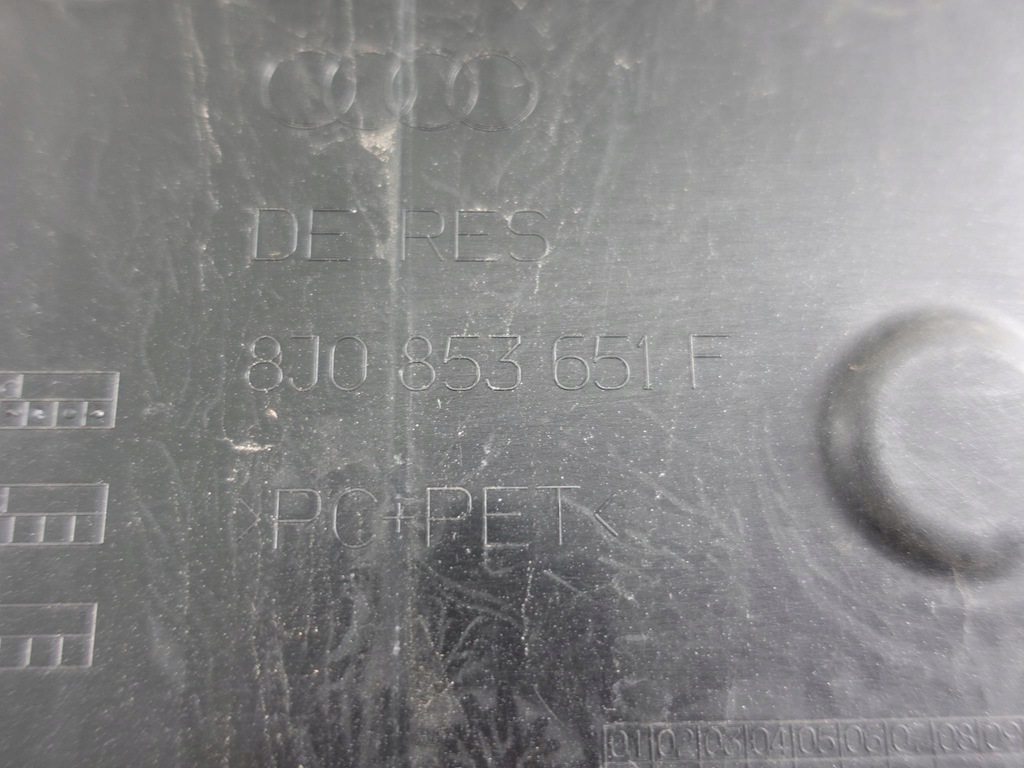 DE RES
8J0 853 651 F
>PC+PET<
01 02 03 04 05 06 07 08 09